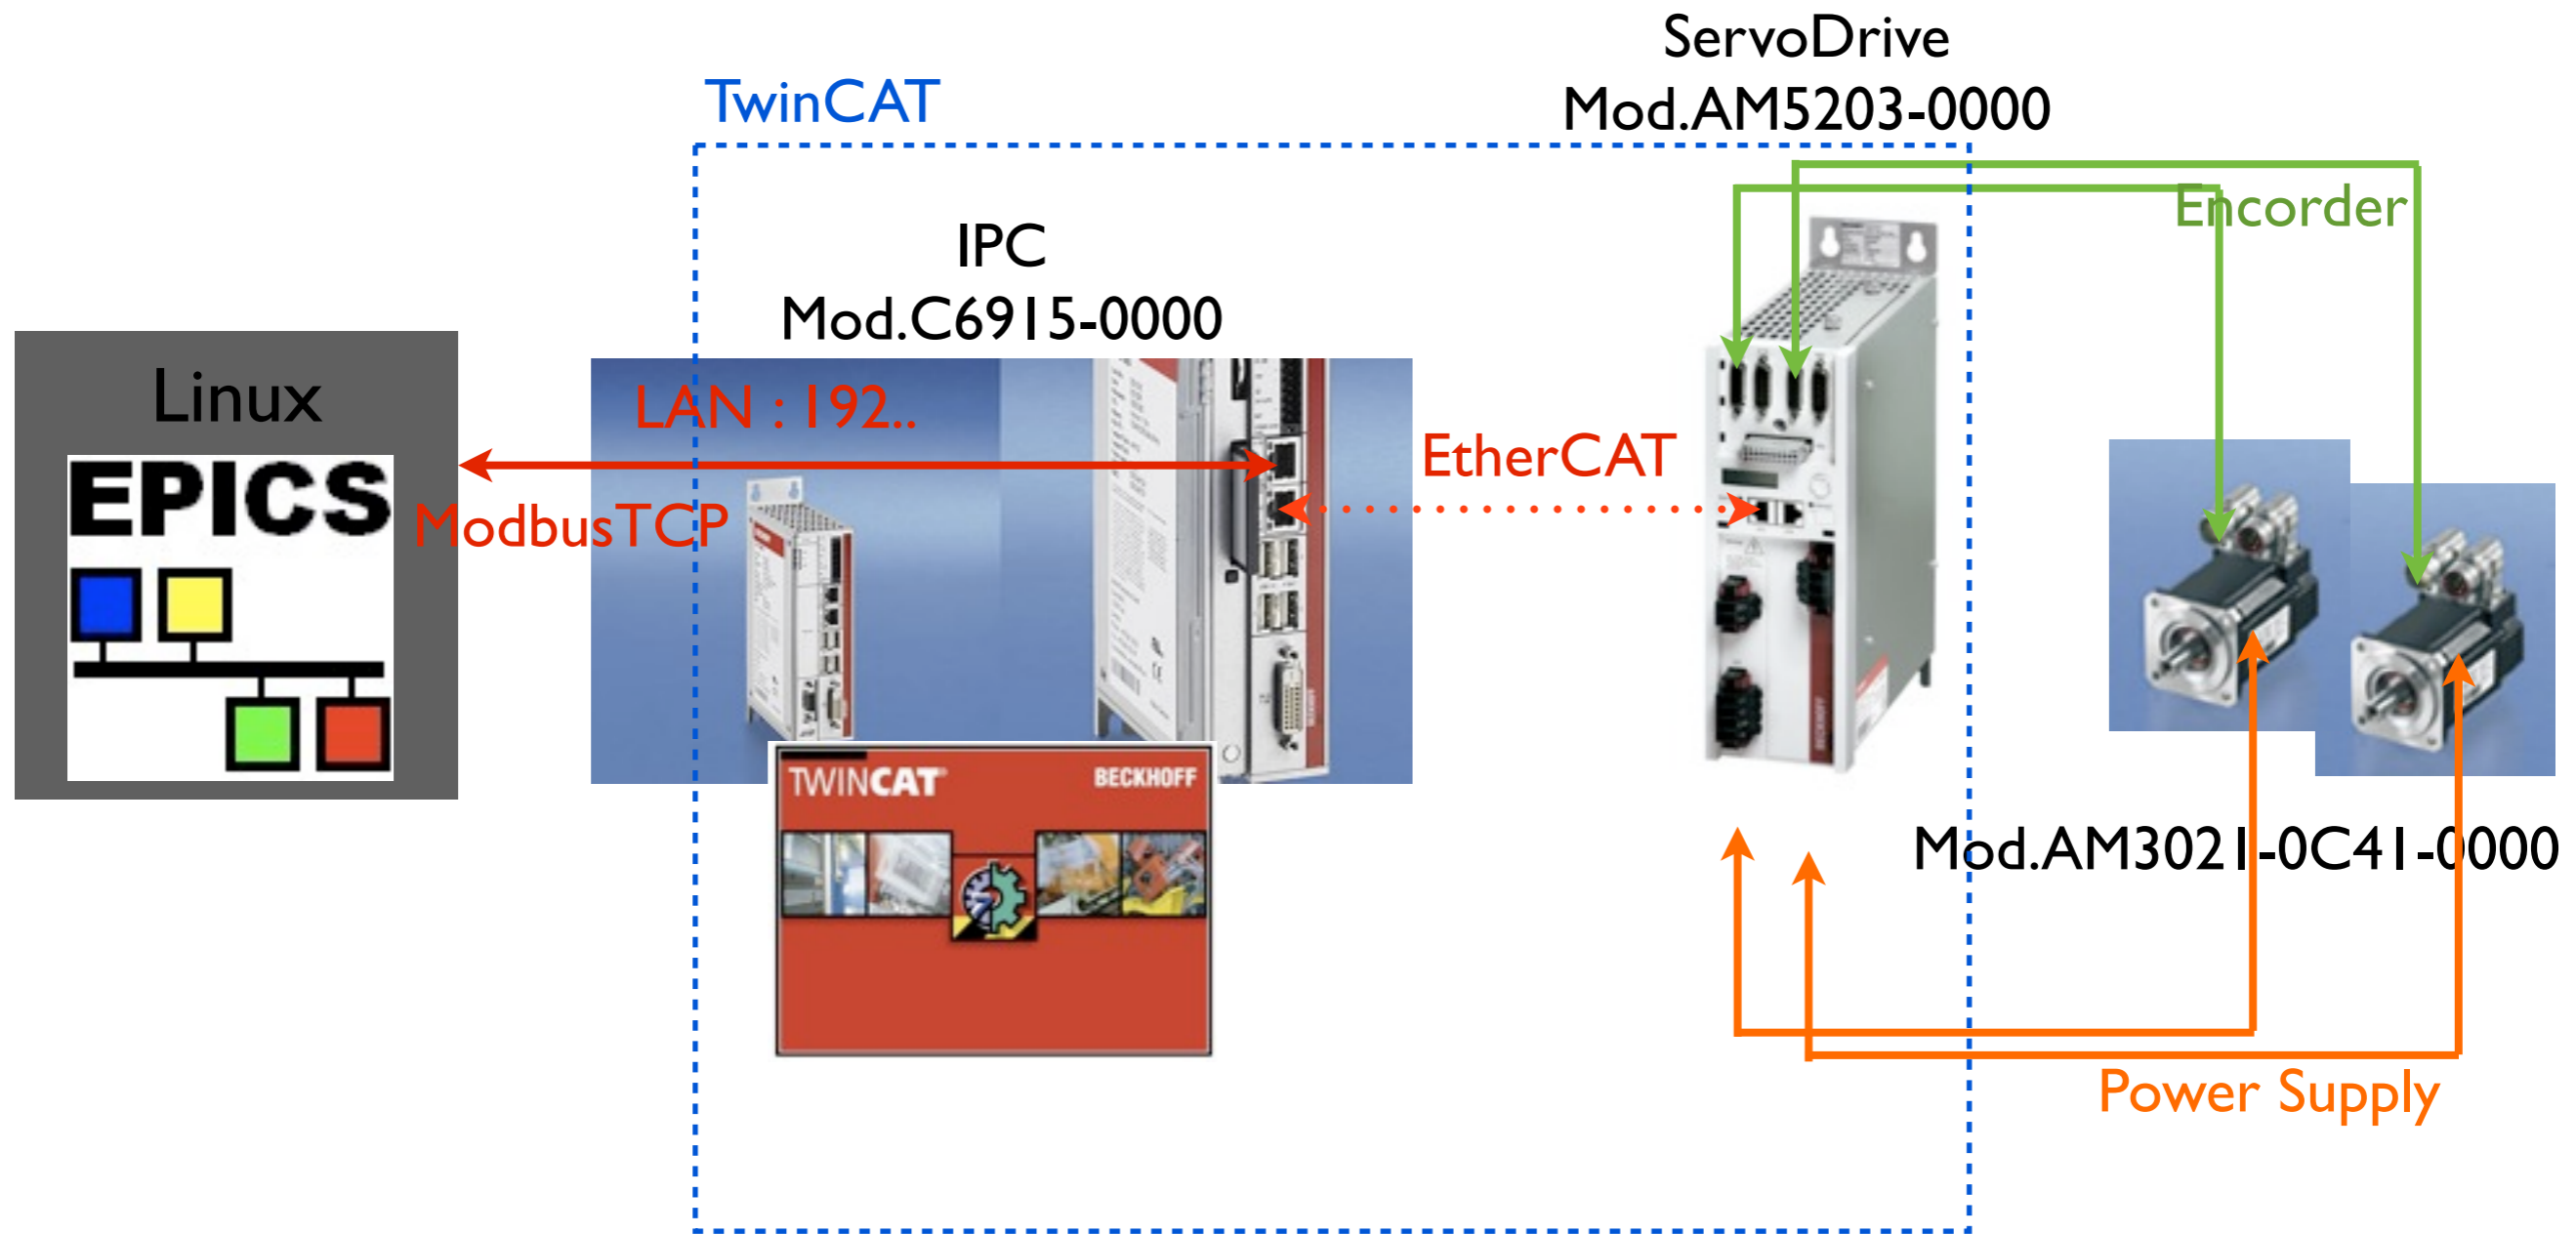 ServoDrive
Mod.AM5203-0000
TwinCAT
Encorder
IPC
Mod.C6915-0000
Linux
LAN : 192..
EtherCAT
EPICS
ModbusTCP
TWINCAT
BECKHOFF
BECKHOFF
Mod.AM3021-0C41-0000
Power Supply